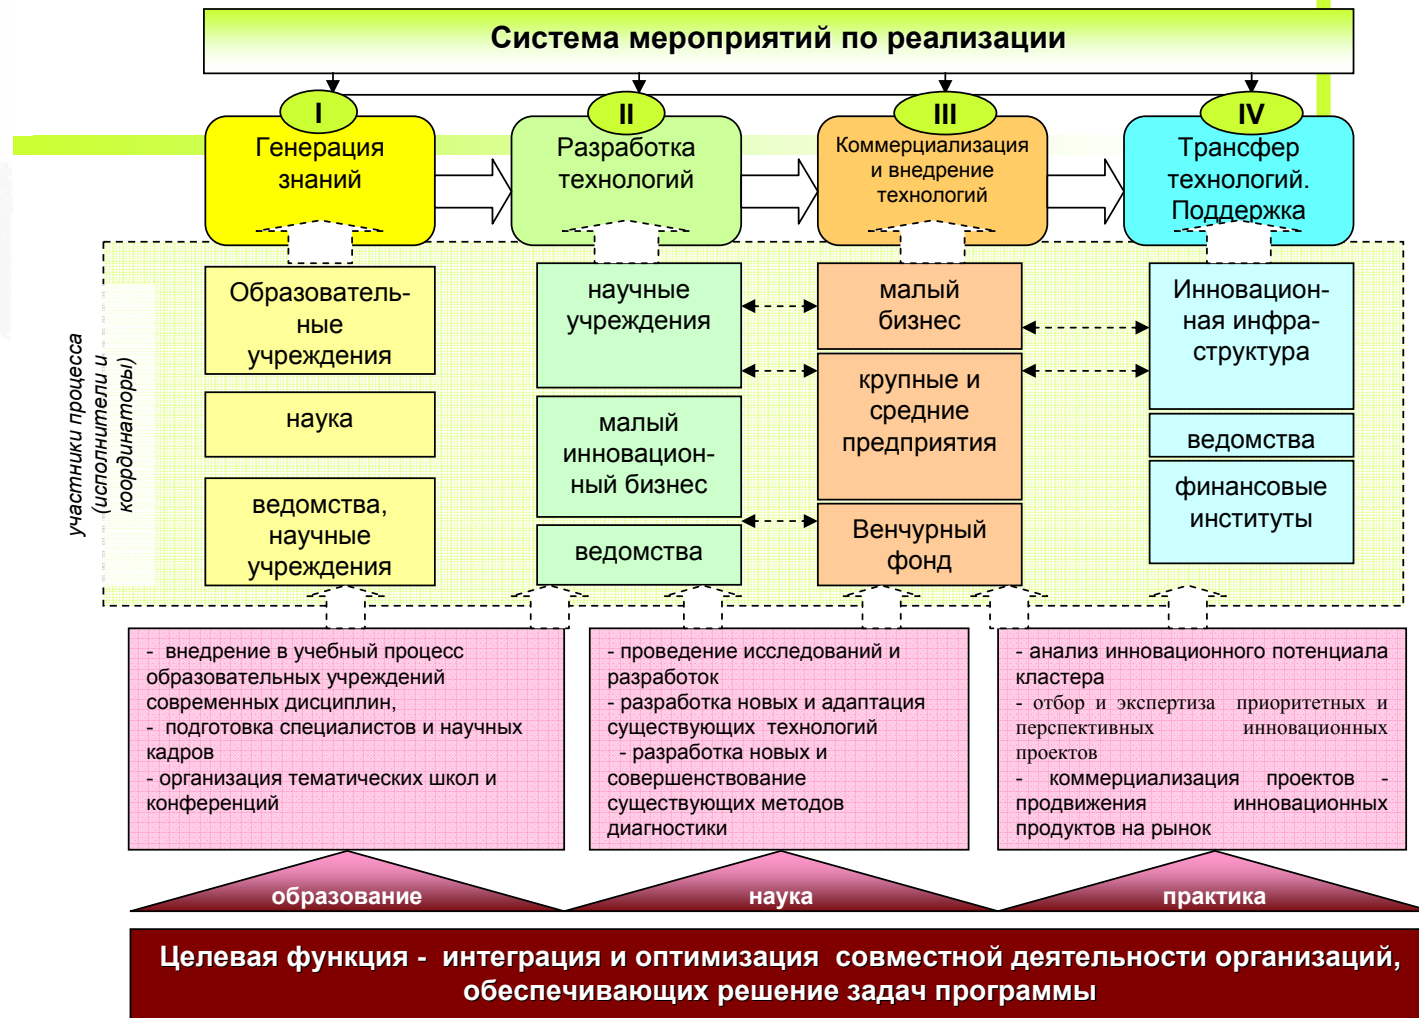 Система мероприятий по реализации
I
II
III
IV
Генерация
знаний
Разработка
технологий
Коммерциализация
и внедрение
технологий
Трансфер
технологий.
Поддержка
участники процесса
(исполнители и
координаторы)
Образователь-
ные
учреждения
наука
ведомства,
научные
учреждения
научные
учреждения
малый
инновацион-
ный бизнес
ведомства
малый
бизнес
крупные и
средние
предприятия
Венчурный
фонд
Инновацион-
ная инфра-
структура
ведомства
финансовые
институты
- внедрение в учебный процесс
образовательных учреждений
современных дисциплин,
- подготовка специалистов и научных
кадров
- организация тематических школ и
конференций
- проведение исследований и
разработок
- разработка новых и адаптация
существующих технологий
- разработка новых и
совершенствование
существующих методов
диагностики
- анализ инновационного потенциала
кластера
- отбор и экспертиза приоритетных и
перспективных инновационных
проектов
- коммерциализация проектов -
продвижения инновационных
продуктов на рынок
образование
наука
практика
Целевая функция - интеграция и оптимизация совместной деятельности организаций,
обеспечивающих решение задач программы